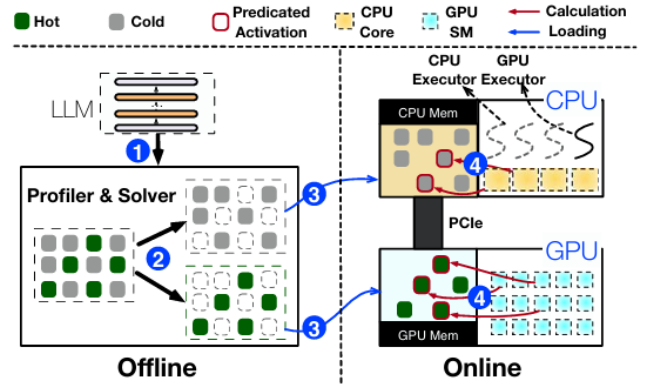 Hot
Cold
Predicated
Activation
CPU
Core
GPU
SM
Calculation
Loading
LLM
1
Profiler & Solver
2
3
3
Offline
CPU
Executor
GPU
Executor
CPU
CPU Mem
4
PCIe
GPU
4
GPU Mem
Online